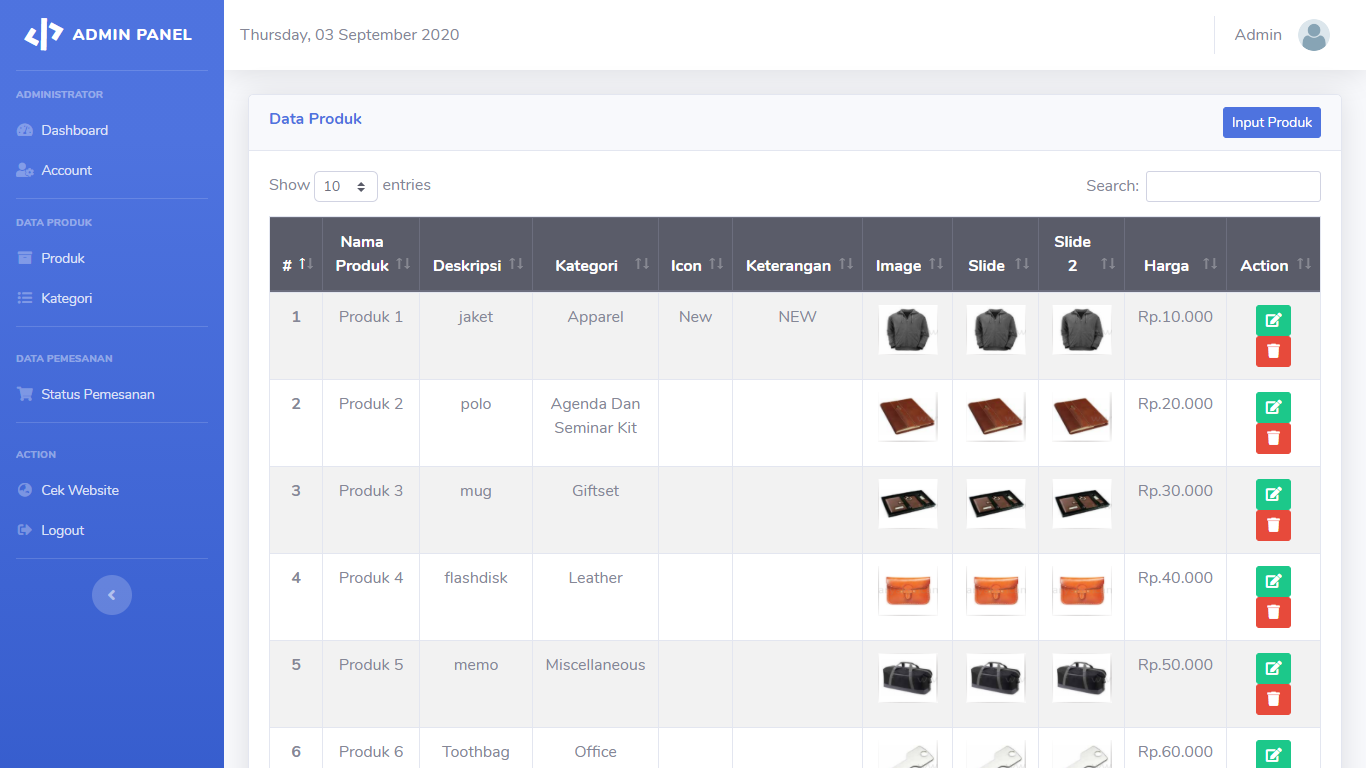 ADMIN PANEL
Thursday, 03 September 2020
Admin
ADMINISTRATOR
Dashboard
Account
DATA PRODUK
Produk
Kategori
DATA PEMESANAN
Status Pemesanan
ACTION
Cek Website
Logout
Data Produk
Input Produk
Show 10 entries
Search:
# Nama Produk Deskripsi Kategori Icon Keterangan Image Slide Slide 2 Harga Action
1 Produk 1 jaket Apparel New NEW Rp.10.000
2 Produk 2 polo Agenda Dan Seminar Kit Rp.20.000
3 Produk 3 mug Giftset Rp.30.000
4 Produk 4 flashdisk Leather Rp.40.000
5 Produk 5 memo Miscellaneous Rp.50.000
6 Produk 6 Toothbag Office Rp.60.000